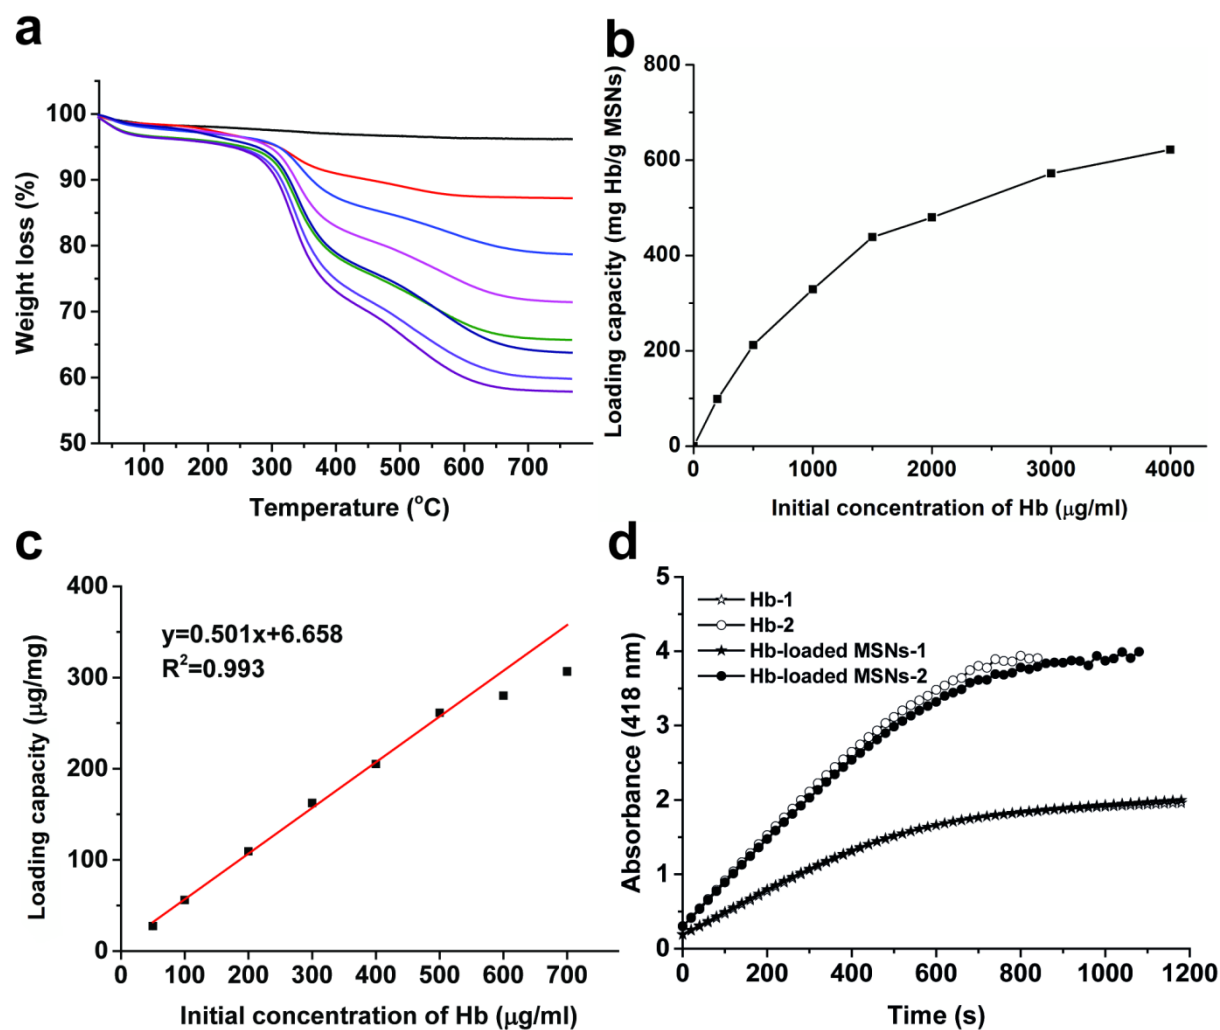 a
Weight loss (%)
100
90
80
70
60
50
100 200 300 400 500 600 700
Temperature (°C)
b
Loading capacity (mg Hb/g MSNs)
800
600
400
200
0
0 1000 2000 3000 4000
Initial concentration of Hb (μg/ml)
c
Loading capacity (μg/mg)
400
300
200
100
0
y=0.501x+6.658
R²=0.993
0 100 200 300 400 500 600 700
Initial concentration of Hb (μg/ml)
d
Absorbance (418 nm)
5
4
3
2
1
0
Hb-1
Hb-2
Hb-loaded MSNs-1
Hb-loaded MSNs-2
0 200 400 600 800 1000 1200
Time (s)